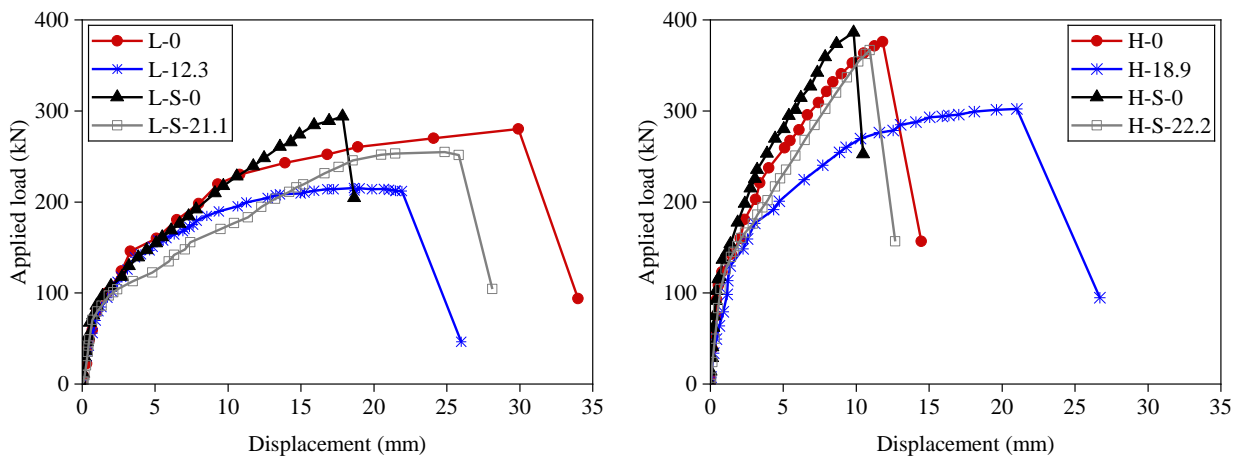 400
300
200
100
0
Applied load (kN)
L-0
L-12.3
L-S-0
L-S-21.1
0 5 10 15 20 25 30 35
Displacement (mm)
400
300
200
100
0
Applied load (kN)
H-0
H-18.9
H-S-0
H-S-22.2
0 5 10 15 20 25 30 35
Displacement (mm)